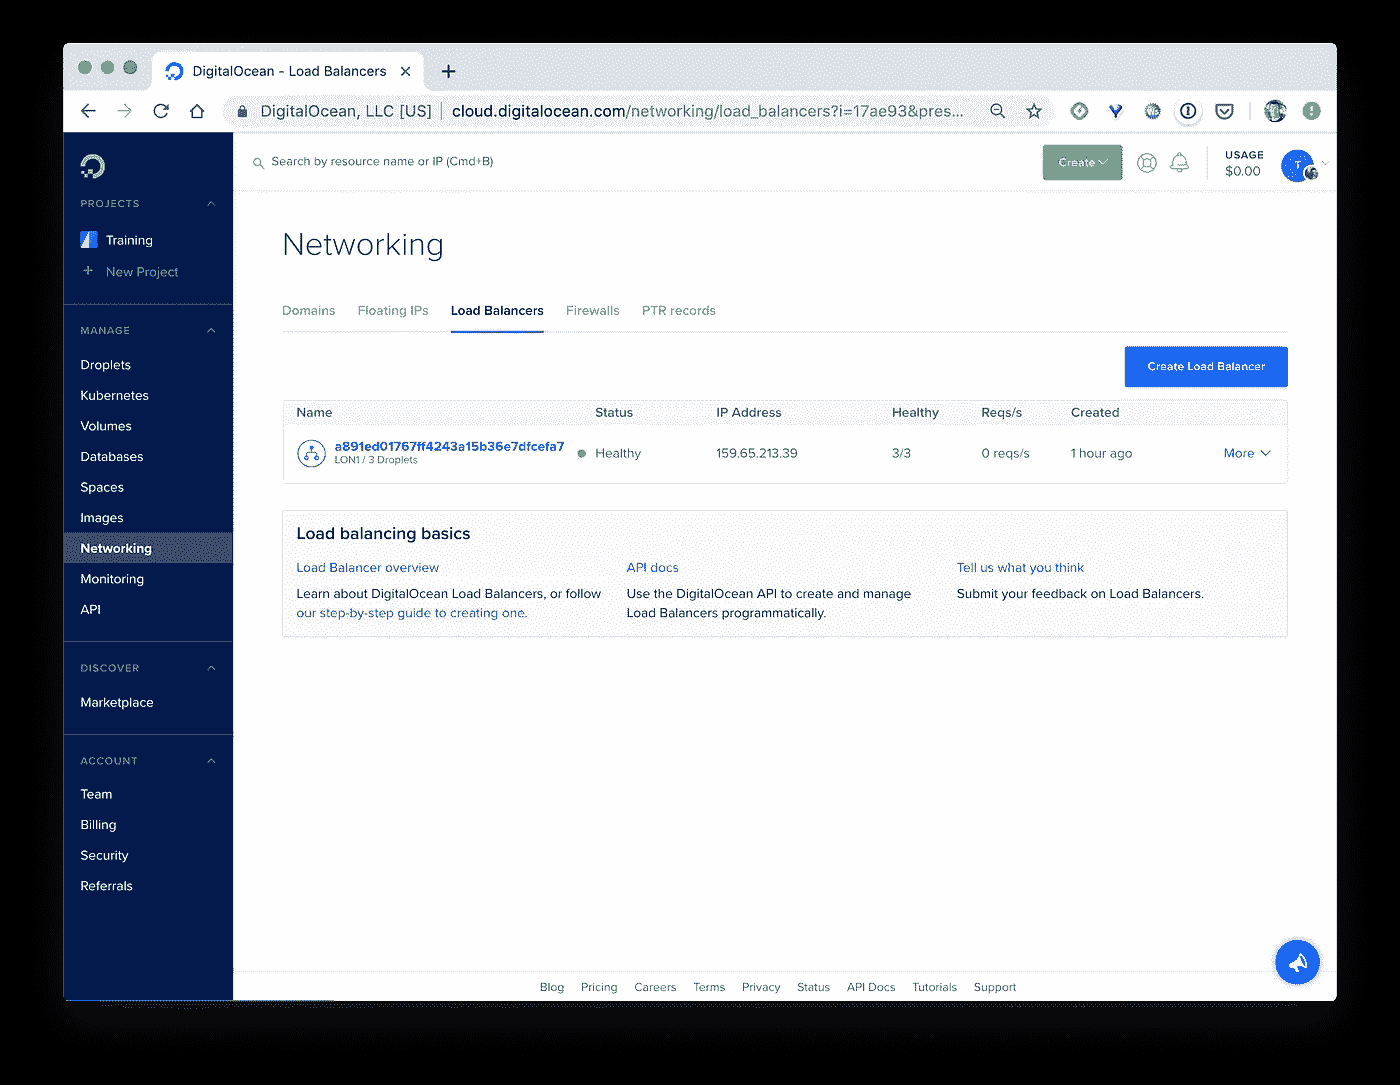 DigitalOcean - Load Balancers
DigitalOcean, LLC [US] cloud.digitalocean.com/networking/load_balancers?i=17ae93&pres...
Search by resource name or IP (Cmd+B)
Create
USAGE
$0.00
T
PROJECTS
Training
New Project
MANAGE
Droplets
Kubernetes
Volumes
Databases
Spaces
Images
Networking
Monitoring
API
DISCOVER
Marketplace
ACCOUNT
Team
Billing
Security
Referrals
Networking
Domains Floating IPs Load Balancers Firewalls PTR records
Create Load Balancer
Name Status IP Address Healthy Reqs/s Created
a891ed01767ff4243a15b36e7dfcefa7 Healthy 159.65.213.39 3/3 0 reqs/s 1 hour ago More
LON1 / 3 Droplets
Load balancing basics
Load Balancer overview
Learn about DigitalOcean Load Balancers, or follow
our step-by-step guide to creating one.
API docs
Use the DigitalOcean API to create and manage
Load Balancers programmatically.
Tell us what you think
Submit your feedback on Load Balancers.
Blog Pricing Careers Terms Privacy Status API Docs Tutorials Support